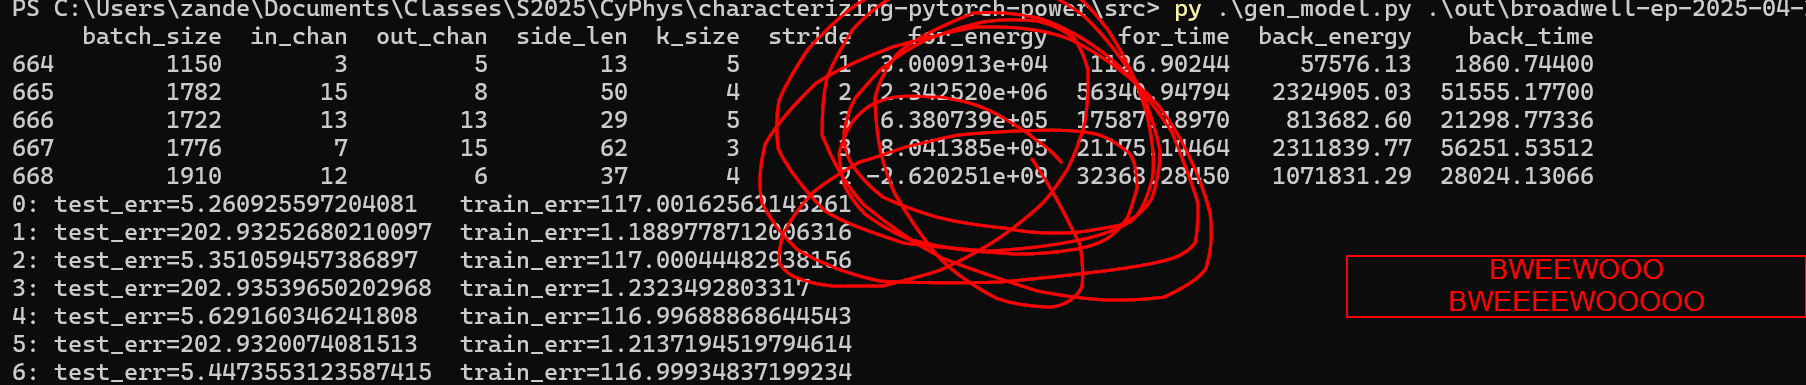 PS C:\Users\zande\Documents\Classes\S2025\CyPhys\characterizing-pytorch-power\src> py .\gen_model.py .\out\broadwell-ep-2025-04-
batch_size in_chan out_chan side_len k_size stride for_energy for_time back_energy back_time
664 1150 3 5 13 5 1 3.000913e+04 1126.90244 57576.13 1860.74400
665 1782 15 8 50 4 2 2.342520e+06 56340.94794 2324905.03 51555.17700
666 1722 13 13 29 5 3 6.380739e+05 17587.18970 813682.60 21298.77336
667 1776 7 15 62 3 3 8.041385e+05 21175.14464 2311839.77 56251.53512
668 1910 12 6 37 4 2 -2.620251e+09 32368.28450 1071831.29 28024.13066
0: test_err=5.260925597204081 train_err=117.00162562143261
1: test_err=202.93252680210097 train_err=1.1889778712006316
2: test_err=5.351059457386897 train_err=117.00044482938156
3: test_err=202.93539650202968 train_err=1.2323492803317
4: test_err=5.629160346241808 train_err=116.99688868644543
5: test_err=202.9320074081513 train_err=1.2137194519794614
6: test_err=5.4473553123587415 train_err=116.99934837199234
BWEEWOOO
BWEEEEWOOOOO